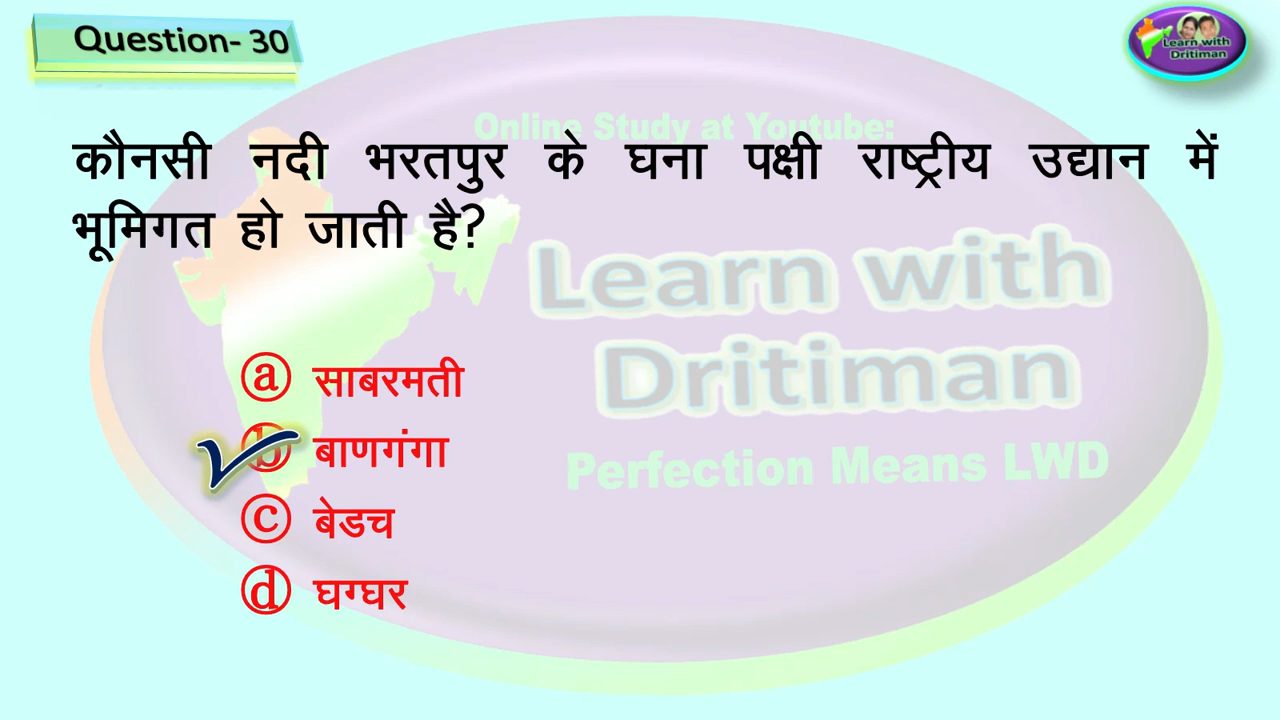 Question- 30
Learn with
Dritiman
Online Study at Youtube:
कौनसी नदी भरतपुर के घना पक्षी राष्ट्रीय उद्यान में
भूमिगत हो जाती है?
Learn with
Dritiman
Perfection Means LWD
ⓐ साबरमती
ⓑ बाणगंगा
ⓒ बेडच
ⓓ घग्घर